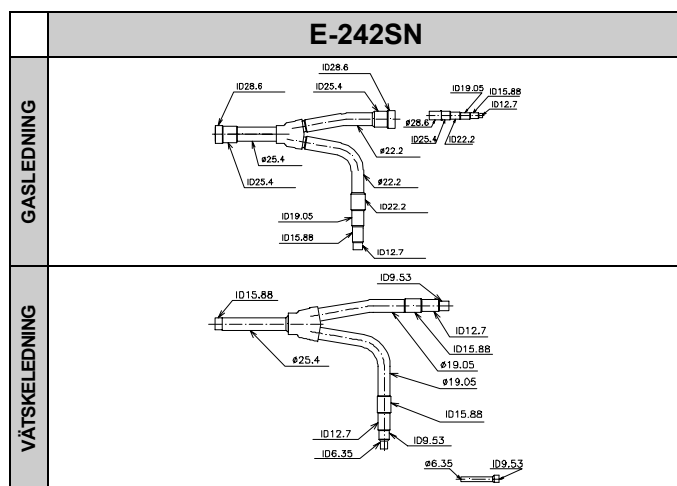 E-242SN
GASLEDNING
ID28.6
ID28.6
ID25.4
ID19.05
ID15.88
ID12.7
ø28.6
ID25.4
ID22.2
ø25.4
ID25.4
ø22.2
ø22.2
ID22.2
ID19.05
ID15.88
ID12.7
VÄTSKELEDNING
ID9.53
ID15.88
ID12.7
ID15.88
ø25.4
ø19.05
ø19.05
ID15.88
ID12.7
ID9.53
ID6.35
ø6.35
ID9.53